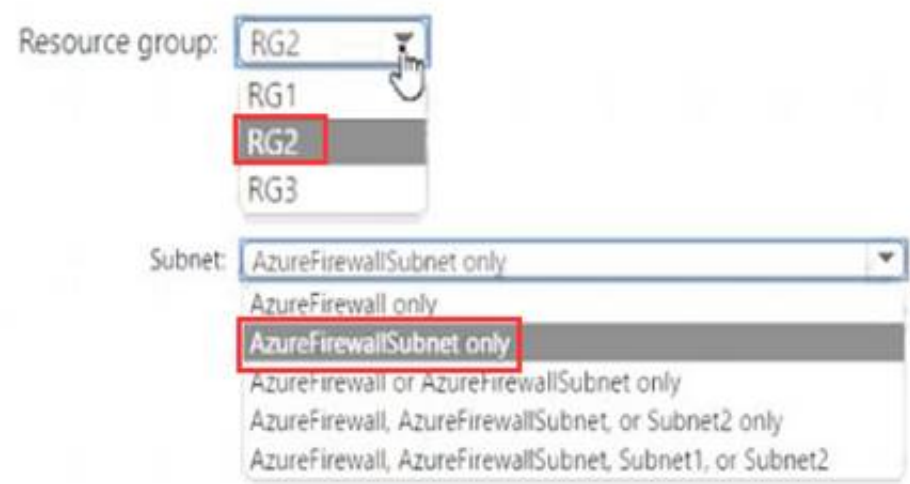 Resource group: RG2
RG1
RG2
RG3
Subnet: AzureFirewallSubnet only
AzureFirewall only
AzureFirewallSubnet only
AzureFirewall or AzureFirewallSubnet only
AzureFirewall, AzureFirewallSubnet, or Subnet2 only
AzureFirewall, AzureFirewallSubnet, Subnet1, or Subnet2